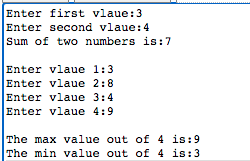 Enter first vlaue:3
Enter second vlaue:4
Sum of two numbers is:7
Enter vlaue 1:3
Enter vlaue 2:8
Enter vlaue 3:4
Enter vlaue 4:9
The max value out of 4 is:9
The min value out of 4 is:3